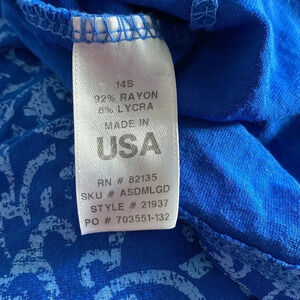 14S
92% RAYON
8% LYCRA
MADE IN
USA
RN # 82135
SKU # ASDMLGD
STYLE # 21937
PO # 703551-132